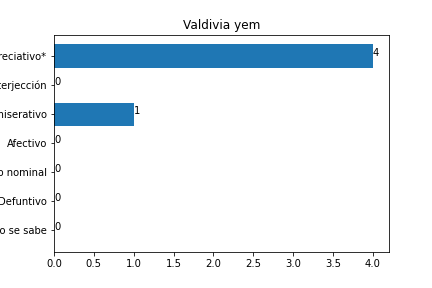 Valdivia yem
reciativo*
4
terjección
0
niserativo
1
Afectivo
0
o nominal
0
Defuntivo
0
o se sabe
0
0.0 0.5 1.0 1.5 2.0 2.5 3.0 3.5 4.0